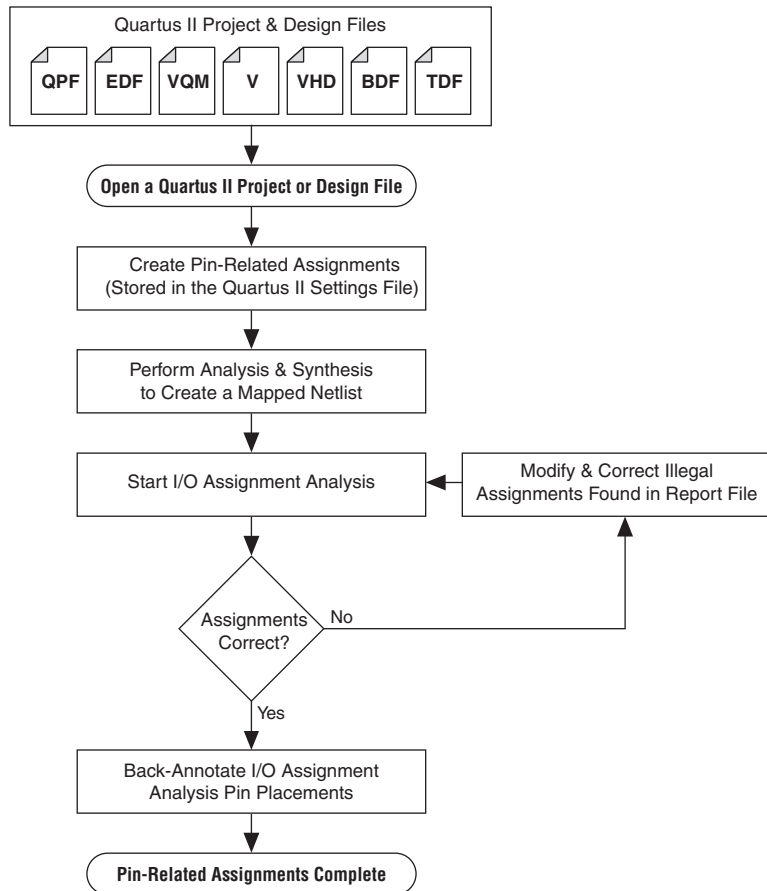 Quartus II Project & Design Files
QPF EDF VQM V VHD BDF TDF
Open a Quartus II Project or Design File
Create Pin-Related Assignments
(Stored in the Quartus II Settings File)
Perform Analysis & Synthesis
to Create a Mapped Netlist
Start I/O Assignment Analysis
Modify & Correct Illegal
Assignments Found in Report File
Assignments
Correct?
No
Yes
Back-Annotate I/O Assignment
Analysis Pin Placements
Pin-Related Assignments Complete